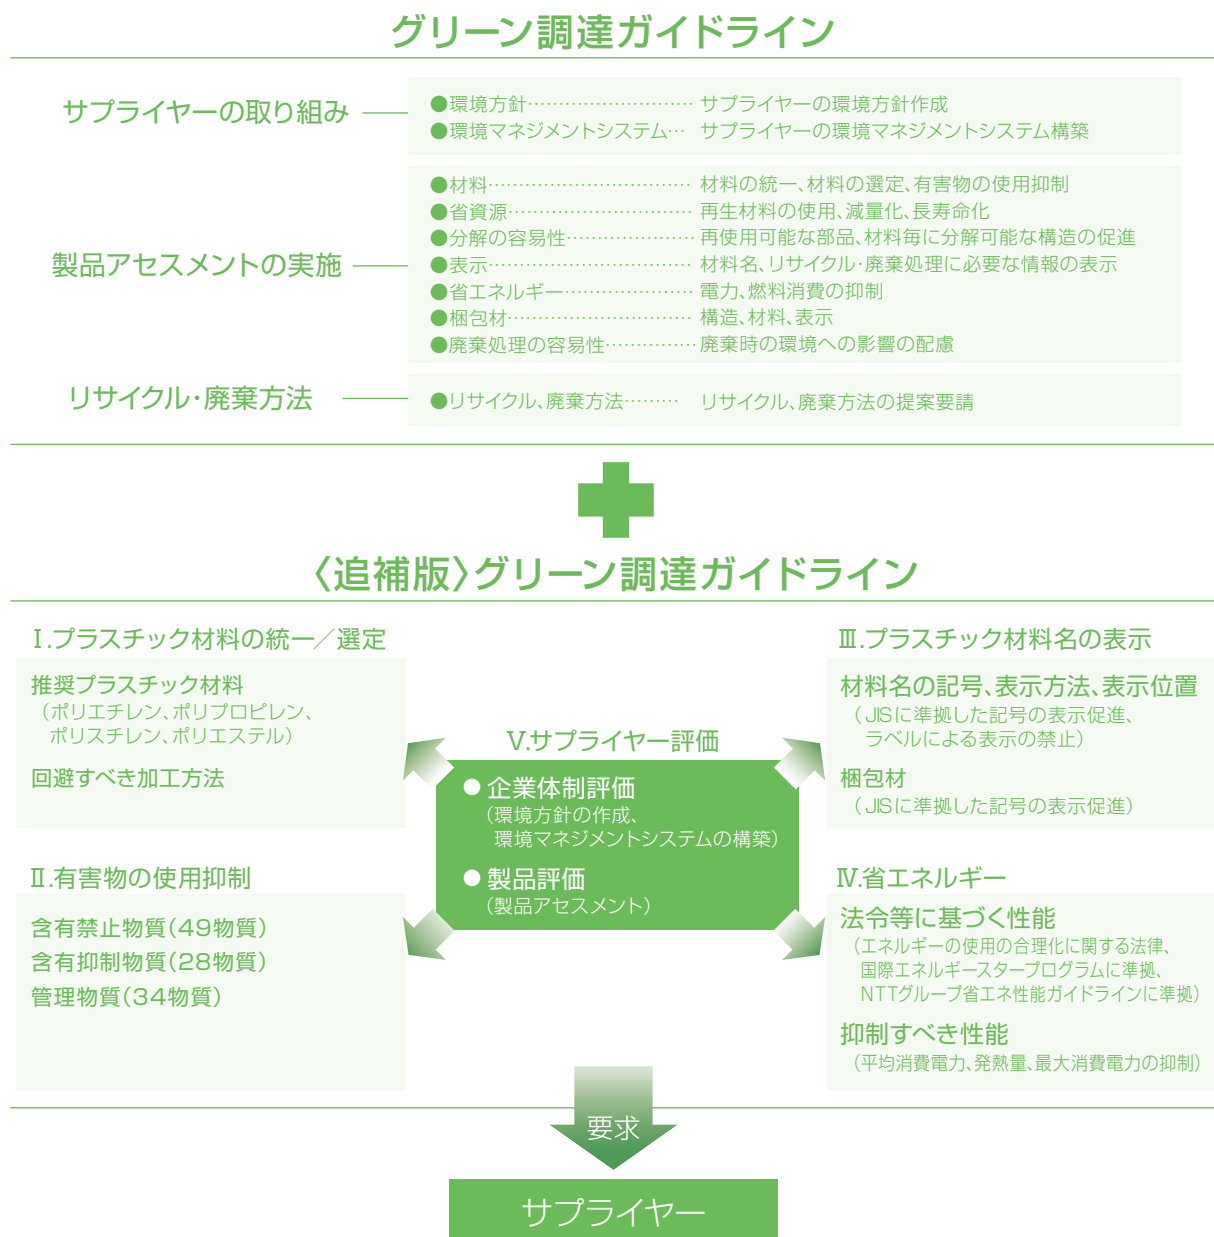 グリーン調達ガイドライン
サプライヤーの取り組み
●環境方針………………………サプライヤーの環境方針作成
●環境マネジメントシステム…サプライヤーの環境マネジメントシステム構築
製品アセスメントの実施
●材料……………………………材料の統一、材料の選定、有害物の使用抑制
●省資源…………………………再生材料の使用、減量化、長寿命化
●分解の容易性…………………再使用可能な部品、材料毎に分解可能な構造の促進
●表示……………………………材料名、リサイクル・廃棄処理に必要な情報の表示
●省エネルギー…………………電力、燃料消費の抑制
●梱包材…………………………構造、材料、表示
●廃棄処理の容易性……………廃棄時の環境への影響の配慮
リサイクル・廃棄方法
●リサイクル、廃棄方法………リサイクル、廃棄方法の提案要請
〈追補版〉グリーン調達ガイドライン
Ⅰ.プラスチック材料の統一／選定
推奨プラスチック材料
（ポリエチレン、ポリプロピレン、
ポリスチレン、ポリエステル）
回避すべき加工方法
Ⅱ.有害物の使用抑制
含有禁止物質（49物質）
含有抑制物質（28物質）
管理物質（34物質）
Ⅴ.サプライヤー評価
●企業体制評価
（環境方針の作成、
環境マネジメントシステムの構築）
●製品評価
（製品アセスメント）
Ⅲ.プラスチック材料名の表示
材料名の記号、表示方法、表示位置
（JISに準拠した記号の表示促進、
ラベルによる表示の禁止）
梱包材
（JISに準拠した記号の表示促進）
Ⅳ.省エネルギー
法令等に基づく性能
（エネルギーの使用の合理化に関する法律、
国際エネルギースタープログラムに準拠、
NTTグループ省エネ性能ガイドラインに準拠）
抑制すべき性能
（平均消費電力、発熱量、最大消費電力の抑制）
要求
サプライヤー